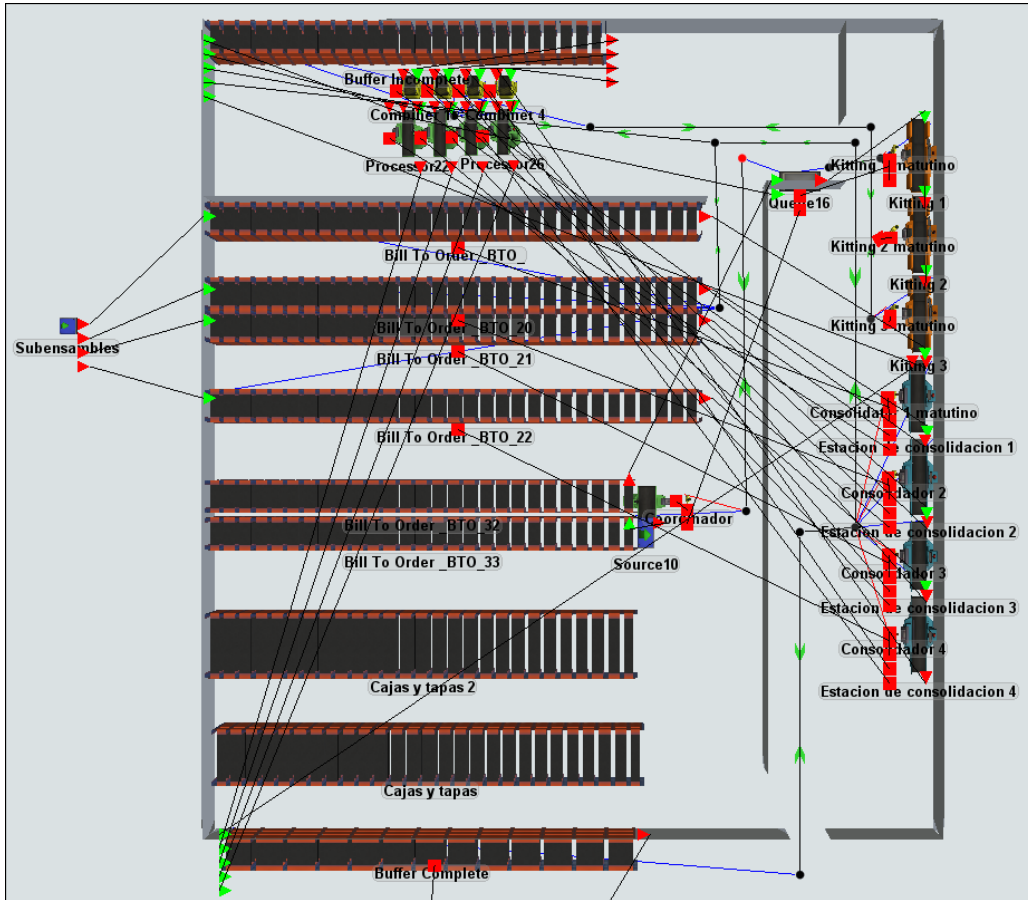 Buffer Incomplete
Combiner 1 Combiner 4
Processor22 Processor26
Kitting 1 matutino
Queue16
Kitting 1
Bill To Order _BTO_
Kitting 2 matutino
Kitting 2
Bill To Order _BTO_20
Kitting 3 matutino
Subensambles
Bill To Order _BTO_21
Kitting 3
Consolidador 1 matutino
Bill To Order _BTO_22
Estacion de consolidacion 1
Consolidador 2
Bill To Order _BTO_32
Coordinador
Estacion de consolidacion 2
Bill To Order _BTO_33
Source10
Consolidador 3
Estacion de consolidacion 3
Consolidador 4
Cajas y tapas 2
Estacion de consolidacion 4
Cajas y tapas
Buffer Complete